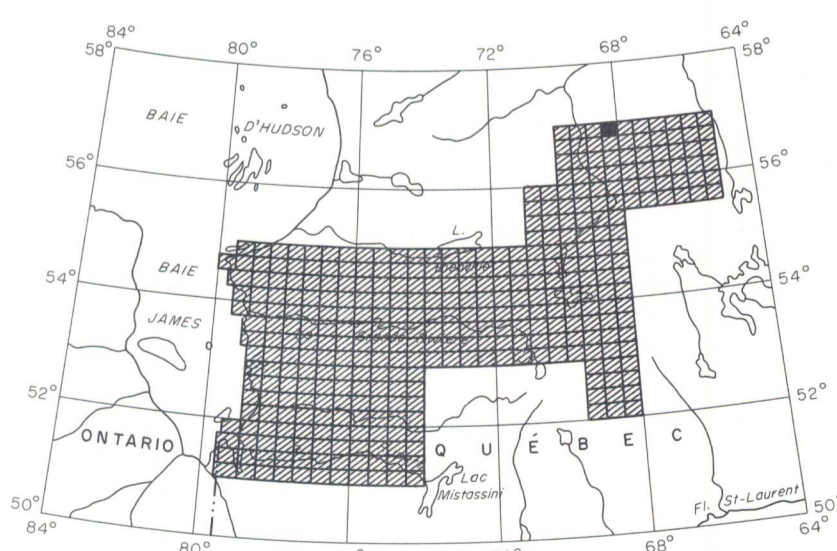 84°
80°
76°
72°
68°
64°
58°
58°
BAIE
D'HUDSON
56°
56°
L.
BAIE
54°
54°
JAMES
52°
52°
ONTARIO
QUÉBEC
Lac
Mistassini
Fl. St-Laurent
50°
50
84°
80°
68°
64°